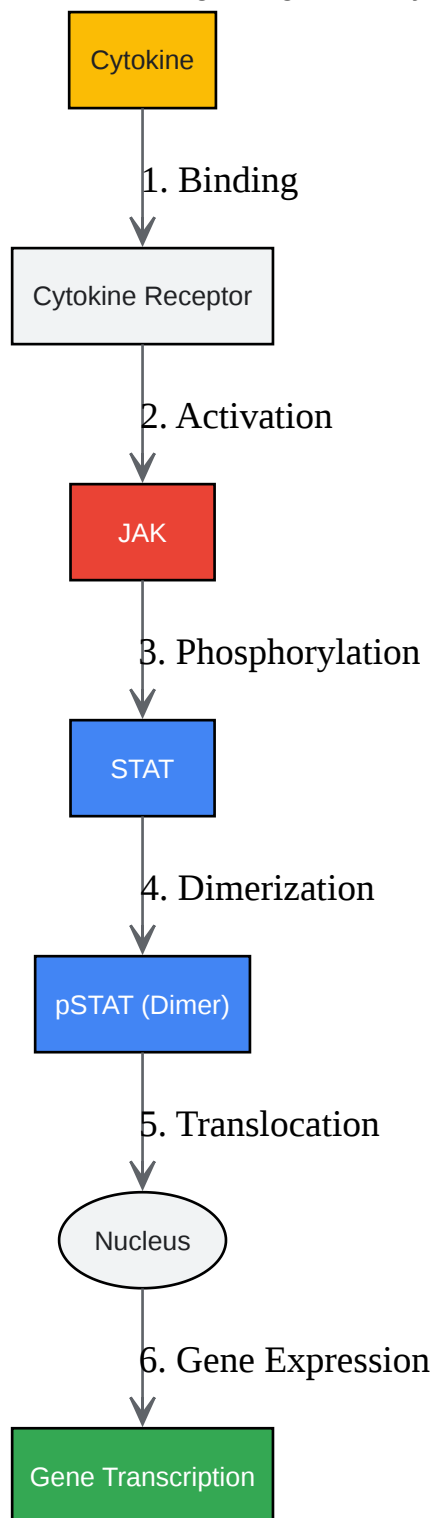 Cytokine
1. Binding
Cytokine Receptor
2. Activation
JAK
3. Phosphorylation
STAT
4. Dimerization
pSTAT (Dimer)
5. Translocation
Nucleus
6. Gene Expression
Gene Transcription